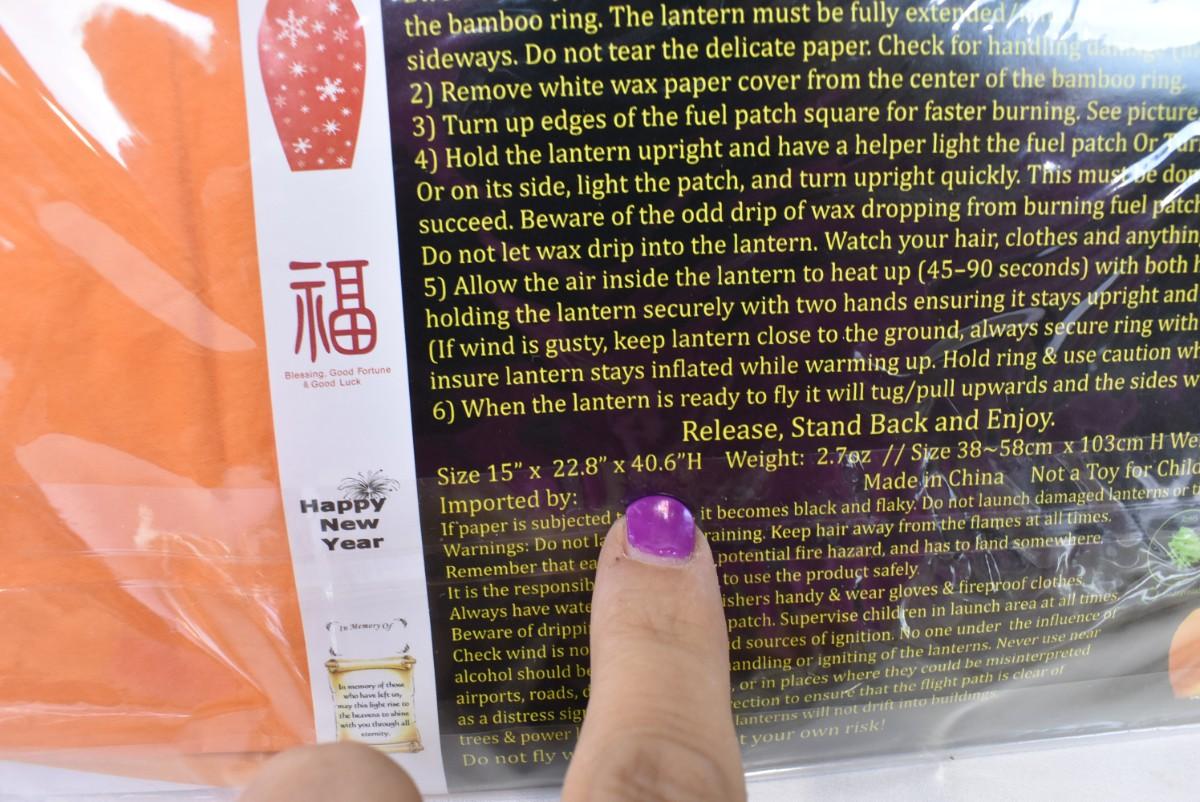 the bamboo ring. The lantern must be fully extended/
sideways. Do not tear the delicate paper. Check for handling damage
2) Remove white wax paper cover from the center of the bamboo ring.
3) Turn up edges of the fuel patch square for faster burning. See picture
4) Hold the lantern upright and have a helper light the fuel patch Or
Or on its side, light the patch, and turn upright quickly. This must be
succeed. Beware of the odd drip of wax dropping from burning fuel patch
Do not let wax drip into the lantern. Watch your hair, clothes and
5) Allow the air inside the lantern to heat up (45–90 seconds) with both
holding the lantern securely with two hands ensuring it stays upright and
(If wind is gusty, keep lantern close to the ground, always secure ring with
insure lantern stays inflated while warming up. Hold ring & use caution
6) When the lantern is ready to fly it will tug/pull upwards and the sides
Release, Stand Back and Enjoy.
Size 15” x 22.8” x 40.6”H Weight: 2.7oz // Size 38~58cm x 103cm H
Made in China Not a Toy for
Imported by:
If paper is subjected it becomes black and flaky. Do not launch damaged lanterns or
Warnings: Do not raining. Keep hair away from the flames at all times.
Remember that potential fire hazard, and has to land somewhere.
It is the to use the product safely.
Always have handy & wear gloves & fireproof clothes.
Beware of patch. Supervise children in launch area at all times.
Check wind is sources of ignition. No one under the influence of
alcohol should handling or igniting of the lanterns. Never use near
airports, roads, or in places where they could be misinterpreted
as a distress to ensure that the flight path is clear of
trees & power lanterns will not drift into buildings.
Do not fly your own risk!
福
Blessing, Good Fortune
& Good Luck
Happy
New
Year
In Memory Of
In memory of those
who have left us,
may this light rise to
the heavens to shine
with you through all
eternity.